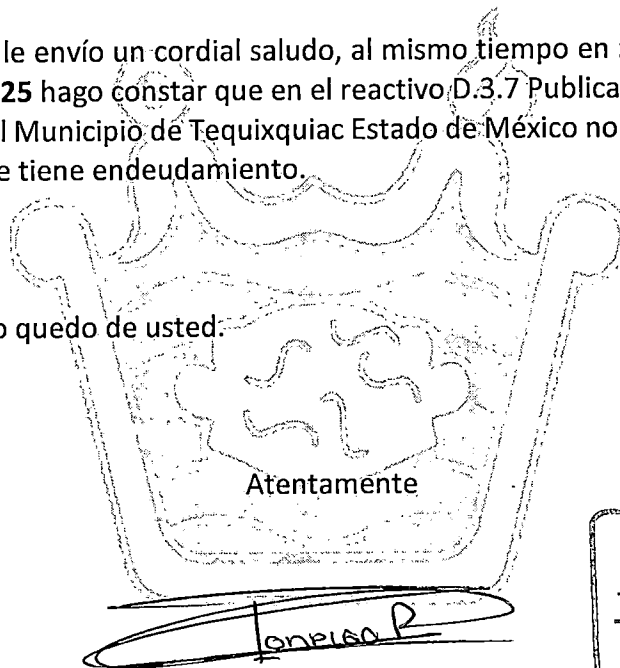 le envío un cordial saludo, al mismo tiempo en
25 hago constar que en el reactivo D.3.7 Publica
l Municipio de Tequixquiac Estado de México no
e tiene endeudamiento.
o quedo de usted.
Atentamente